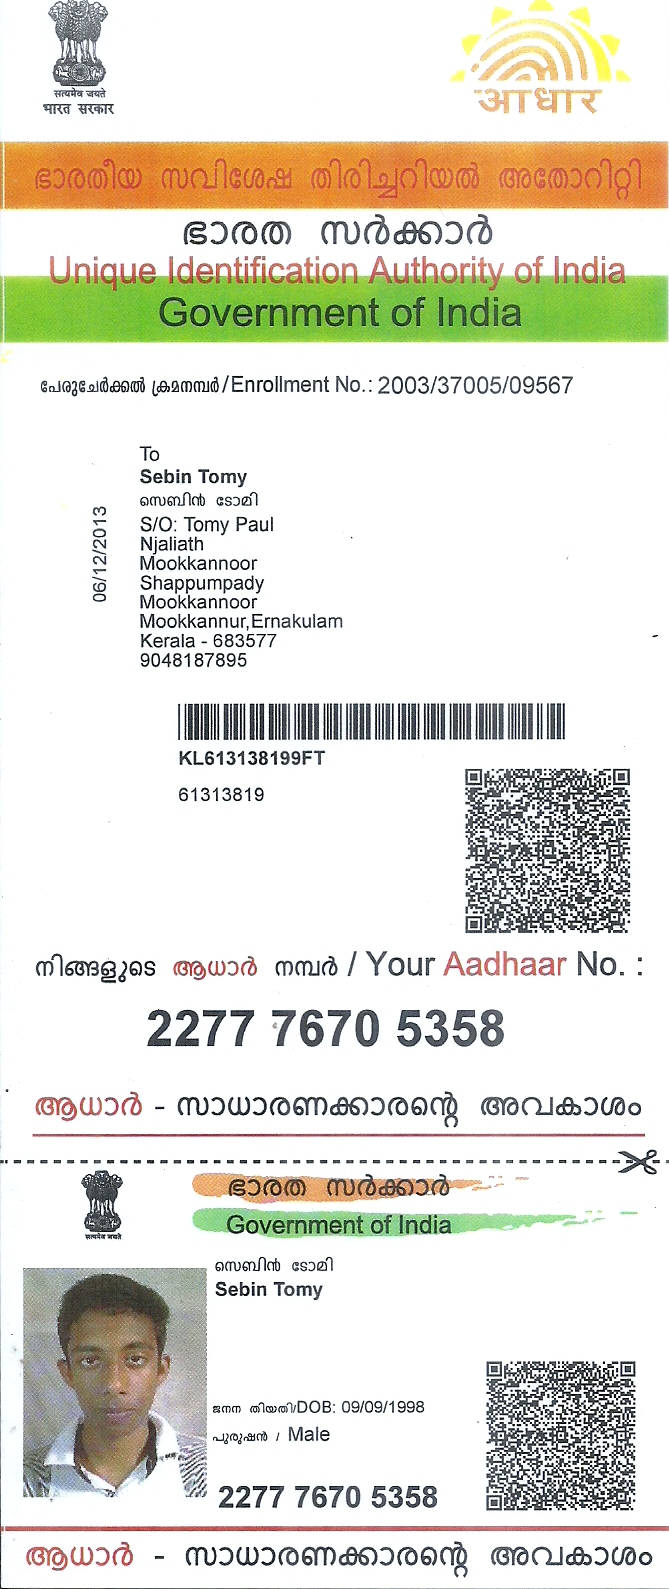 सत्यमेव जयते
भारत सरकार
आधार
ഭാരതീയ സവിശേഷ തിരിച്ചറിയൽ അതോറിറ്റി
ഭാരത സർക്കാർ
Unique Identification Authority of India
Government of India
പേരുചേർക്കൽ ക്രമനമ്പർ/Enrollment No.: 2003/37005/09567
06/12/2013
To
Sebin Tomy
സെബിൻ ടോമി
S/O: Tomy Paul
Njaliath
Mookkannoor
Shappumpady
Mookkannoor
Mookkannur,Ernakulam
Kerala - 683577
9048187895
KL613138199FT
61313819
നിങ്ങളുടെ ആധാർ നമ്പർ / Your Aadhaar No. :
2277 7670 5358
ആധാർ - സാധാരണക്കാരന്റെ അവകാശം
ഭാരത സർക്കാർ
Government of India
सत्यमेव जयते
സെബിൻ ടോമി
Sebin Tomy
ജനന തിയതി/DOB: 09/09/1998
പുരുഷൻ / Male
2277 7670 5358
ആധാർ - സാധാരണക്കാരന്റെ അവകാശം